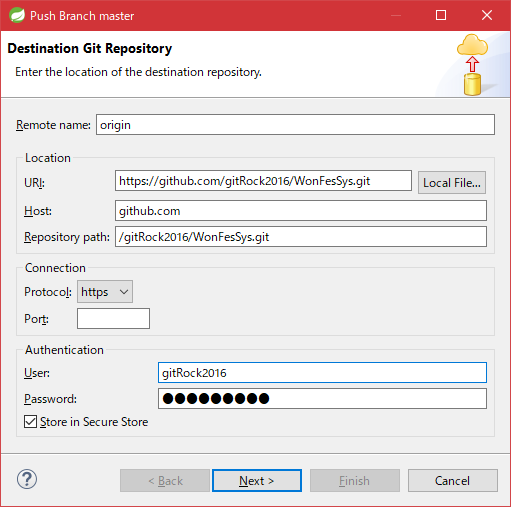 Push Branch master
Destination Git Repository
Enter the location of the destination repository.
Remote name: origin
Location
URI: https://github.com/gitRock2016/WonFesSys.git Local File...
Host: github.com
Repository path: /gitRock2016/WonFesSys.git
Connection
Protocol: https
Port:
Authentication
User: gitRock2016
Password: ●●●●●●●●●
Store in Secure Store
? < Back Next > Finish Cancel